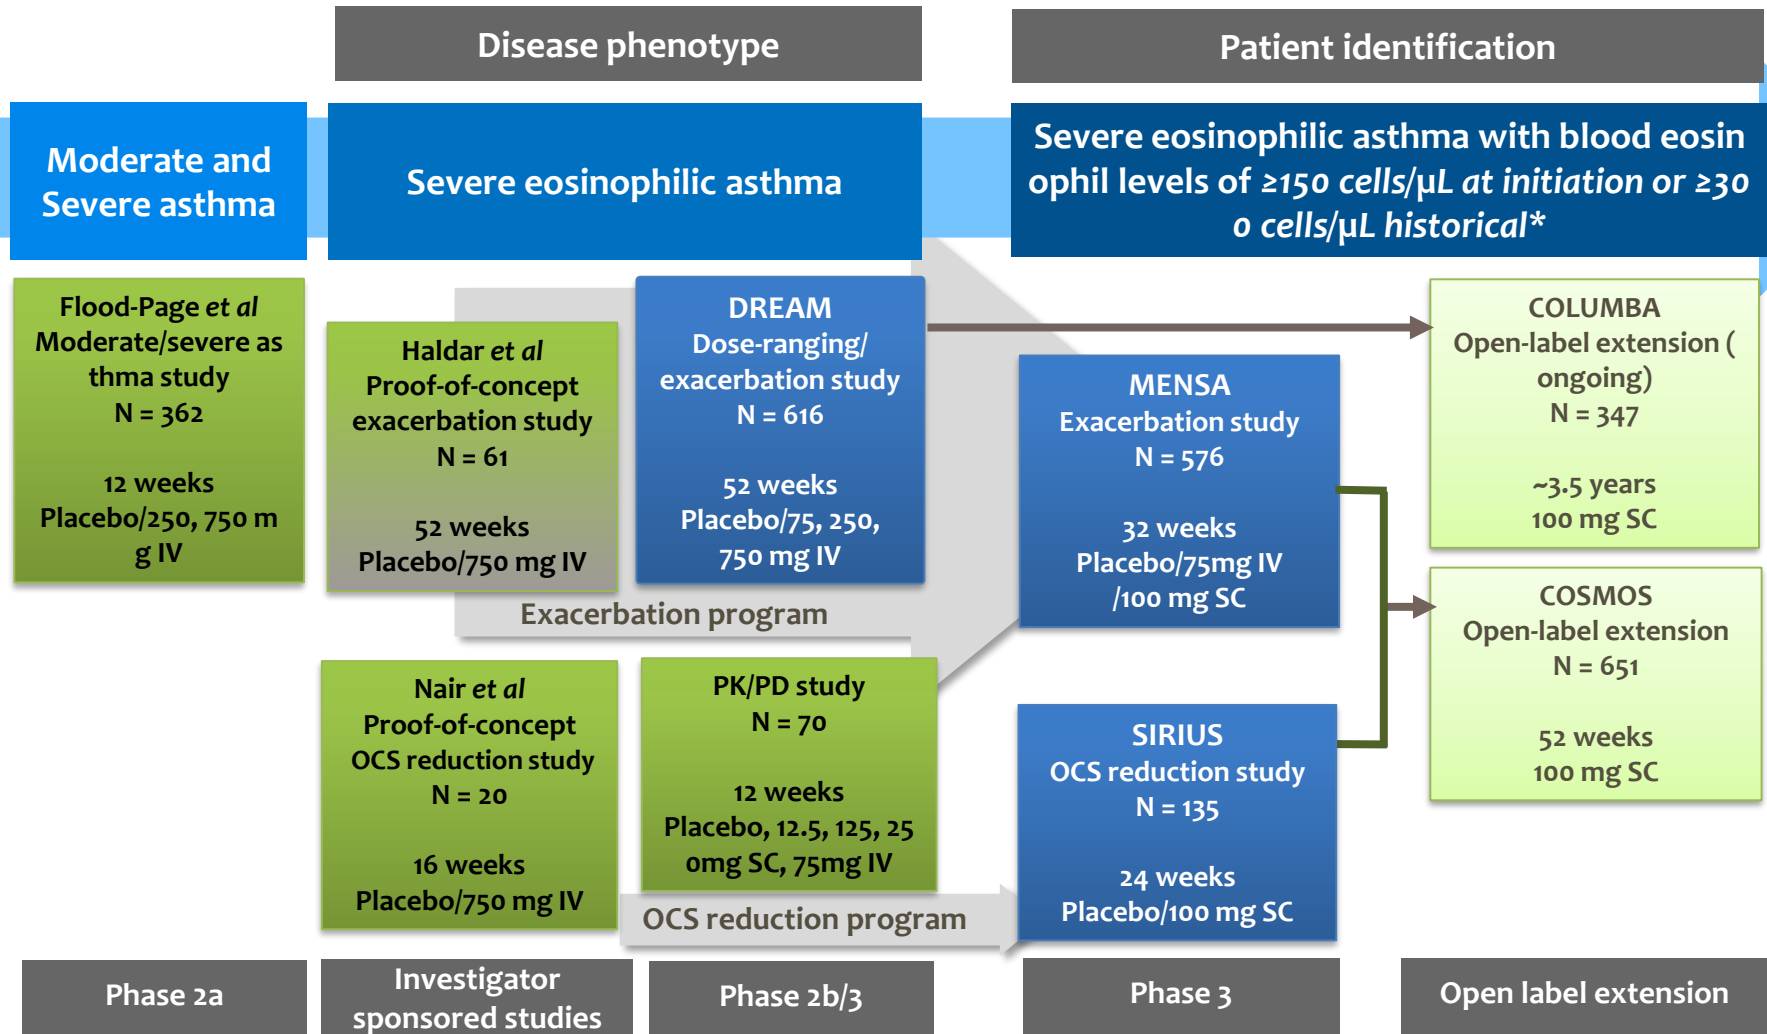 Disease phenotype
Patient identification
Moderate and
Severe asthma
Severe eosinophilic asthma
Severe eosinophilic asthma with blood eosin
ophil levels of ≥150 cells/µL at initiation or ≥30
0 cells/µL historical*
Flood-Page et al
Moderate/severe as
thma study
N = 362
12 weeks
Placebo/250, 750 m
g IV
Haldar et al
Proof-of-concept
exacerbation study
N = 61
52 weeks
Placebo/750 mg IV
DREAM
Dose-ranging/
exacerbation study
N = 616
52 weeks
Placebo/75, 250,
750 mg IV
Exacerbation program
MENSA
Exacerbation study
N = 576
32 weeks
Placebo/75mg IV
/100 mg SC
COLUMBA
Open-label extension (
ongoing)
N = 347
~3.5 years
100 mg SC
COSMOS
Open-label extension
N = 651
52 weeks
100 mg SC
Nair et al
Proof-of-concept
OCS reduction study
N = 20
16 weeks
Placebo/750 mg IV
PK/PD study
N = 70
12 weeks
Placebo, 12.5, 125, 25
0mg SC, 75mg IV
OCS reduction program
SIRIUS
OCS reduction study
N = 135
24 weeks
Placebo/100 mg SC
Phase 2a
Investigator
sponsored studies
Phase 2b/3
Phase 3
Open label extension